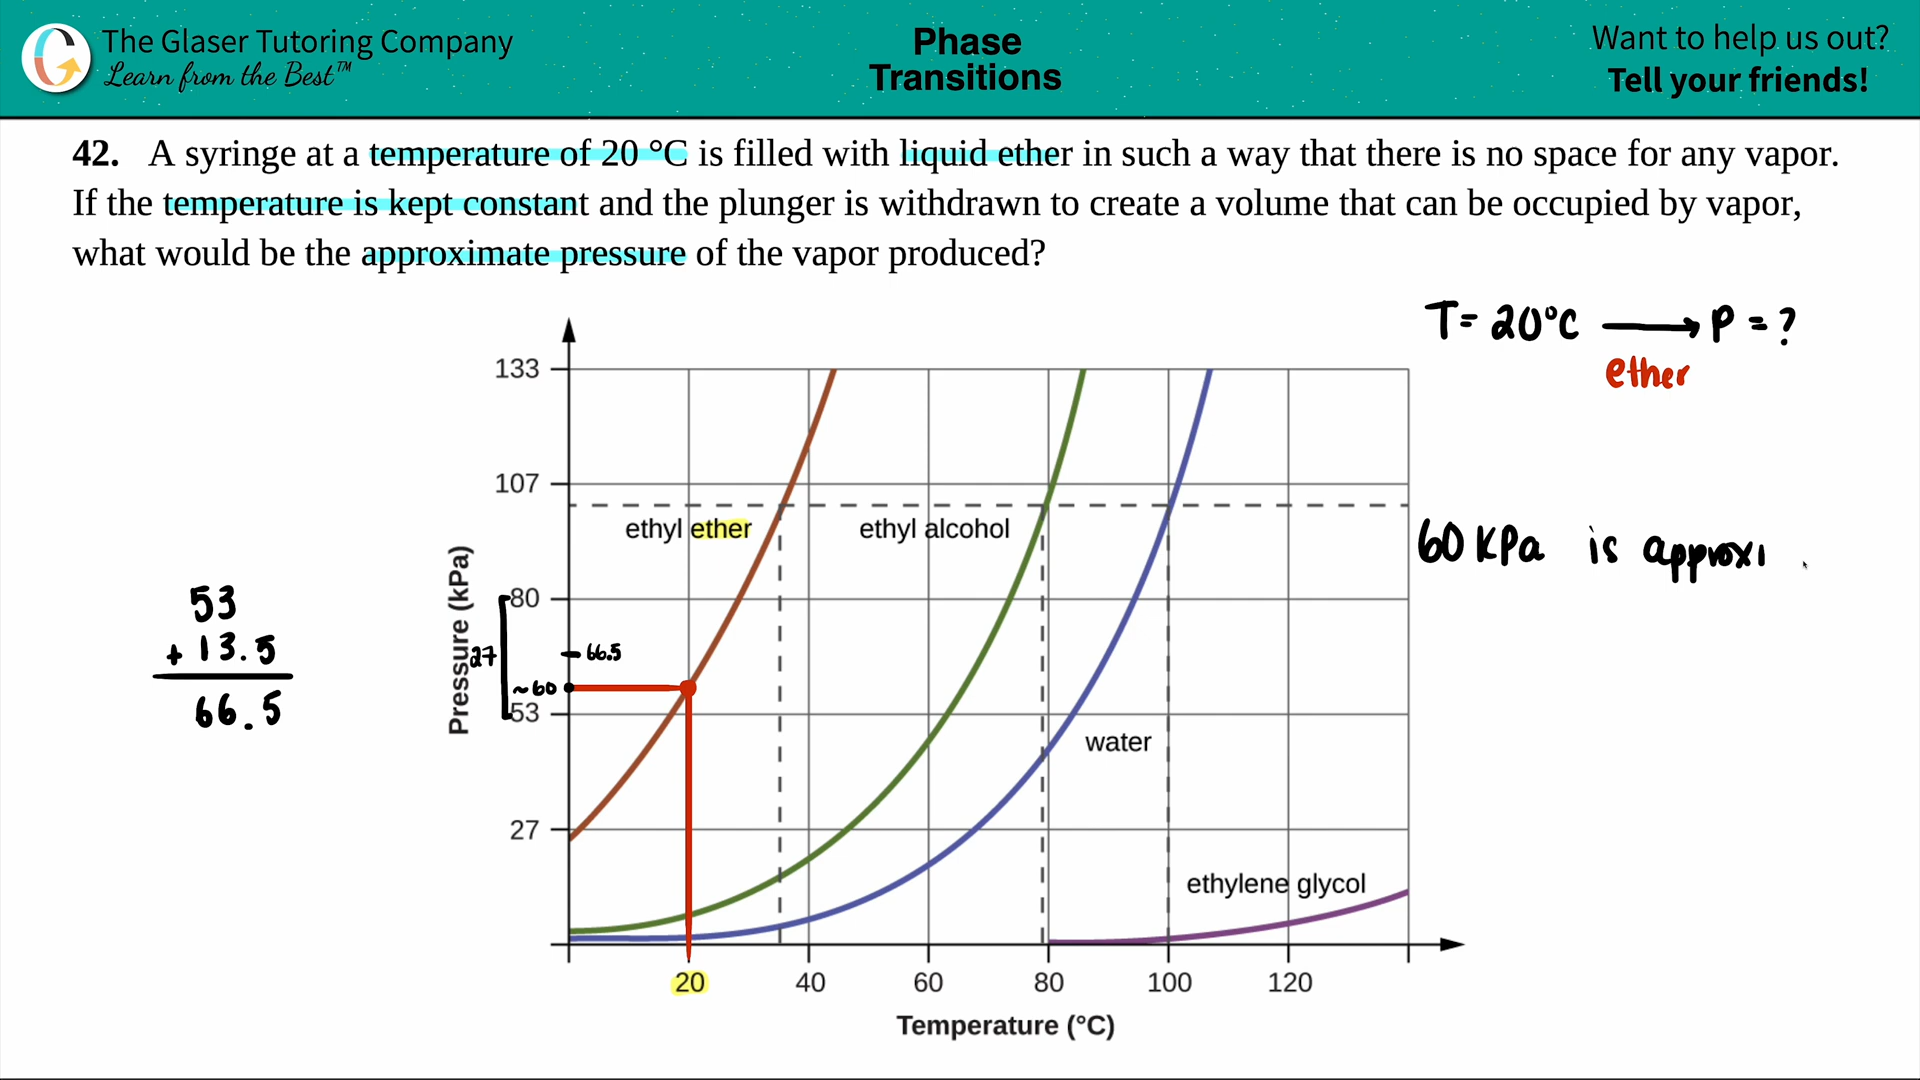 The Glaser Tutoring Company
Learn from the Best™
Phase
Transitions
Want to help us out?
Tell your friends!
42. A syringe at a temperature of 20 °C is filled with liquid ether in such a way that there is no space for any vapor.
If the temperature is kept constant and the plunger is withdrawn to create a volume that can be occupied by vapor,
what would be the approximate pressure of the vapor produced?
T= 20°C → P = ?
ether
133
107
ethyl ether
ethyl alcohol
60 KPa is approxi
Pressure (kPa)
80
53
+ 13.5
66.5
27
66.5
~60
53
water
27
ethylene glycol
20 40 60 80 100 120
Temperature (°C)